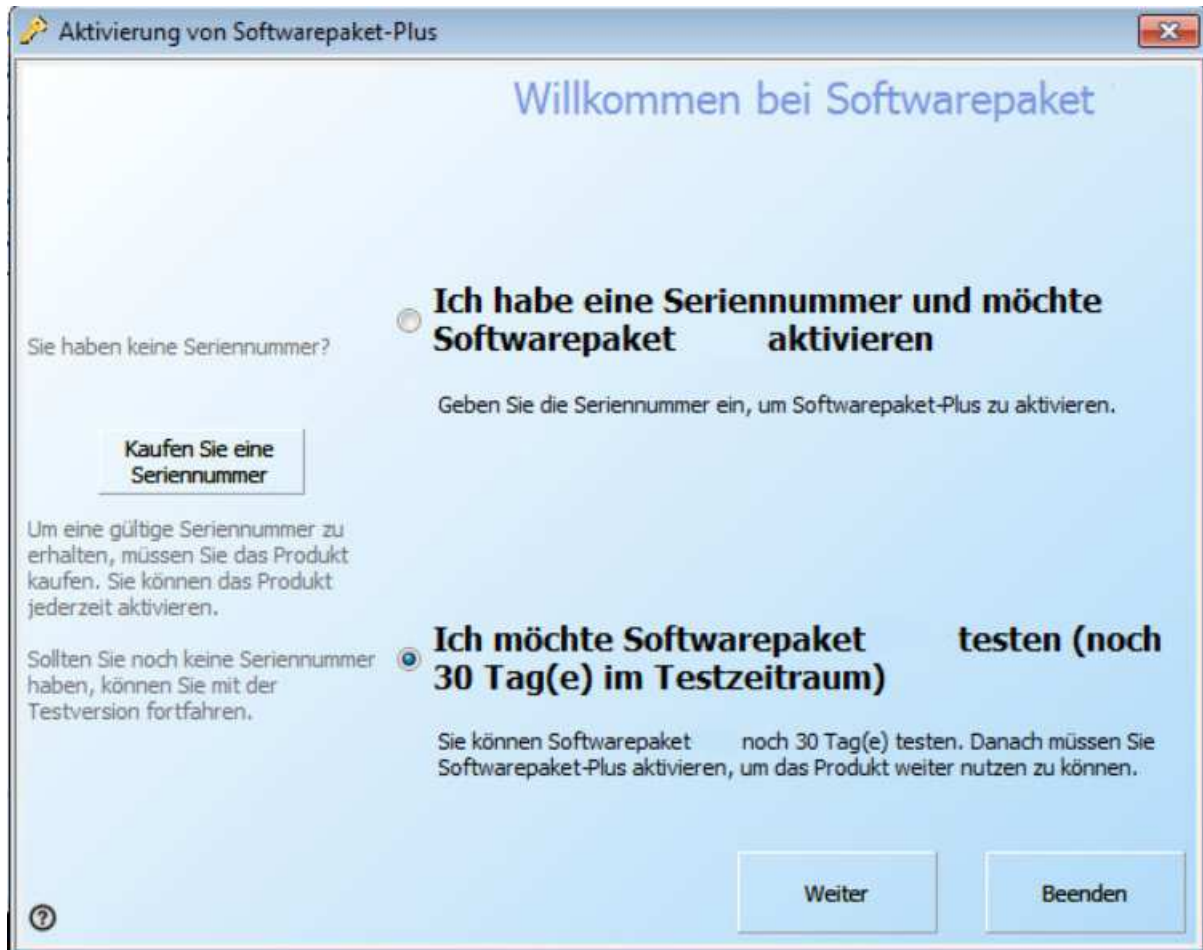 Aktivierung von Softwarepaket-Plus
Willkommen bei Softwarepaket
Sie haben keine Seriennummer?
Kaufen Sie eine
Seriennummer
Um eine gültige Seriennummer zu
erhalten, müssen Sie das Produkt
kaufen. Sie können das Produkt
jederzeit aktivieren.
Sollten Sie noch keine Seriennummer
haben, können Sie mit der
Testversion fortfahren.
Ich habe eine Seriennummer und möchte
Softwarepaket aktivieren
Geben Sie die Seriennummer ein, um Softwarepaket-Plus zu aktivieren.
Ich möchte Softwarepaket testen (noch
30 Tag(e) im Testzeitraum)
Sie können Softwarepaket noch 30 Tag(e) testen. Danach müssen Sie
Softwarepaket-Plus aktivieren, um das Produkt weiter nutzen zu können.
Weiter
Beenden
?